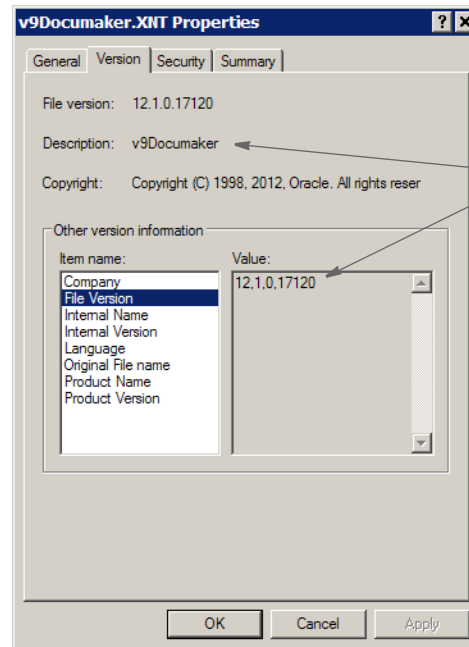 v9Documaker.XNT Properties
General Version Security Summary
File version: 12.1.0.17120
Description: v9Documaker
Copyright: Copyright (C) 1998, 2012, Oracle. All rights reser
Other version information
Item name: Value:
Company 12,1,0,17120
File Version
Internal Name
Internal Version
Language
Original File name
Product Name
Product Version
OK Cancel Apply